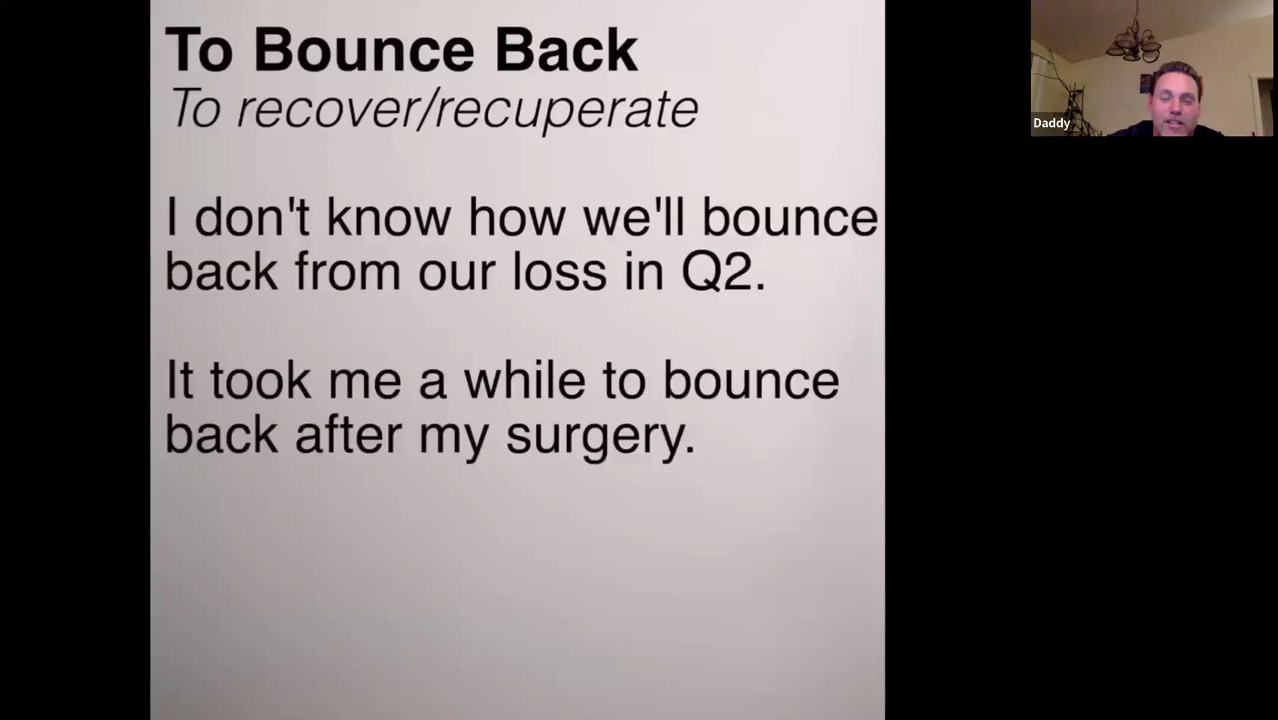 To Bounce Back
To recover/recuperate
I don't know how we'll bounce
back from our loss in Q2.
It took me a while to bounce
back after my surgery.
Daddy